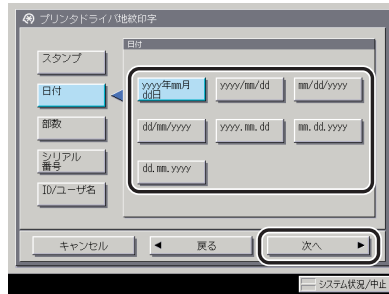 プリンタドライバ地紋印字
日付
スタンプ
日付
部数
シリアル
番号
ID/ユーザ名
yyyy年mm月
dd日
yyyy/mm/dd
mm/dd/yyyy
dd/mm/yyyy
yyyy.mm.dd
mm.dd.yyyy
dd.mm.yyyy
キャンセル
戻る
次へ
システム状況/中止